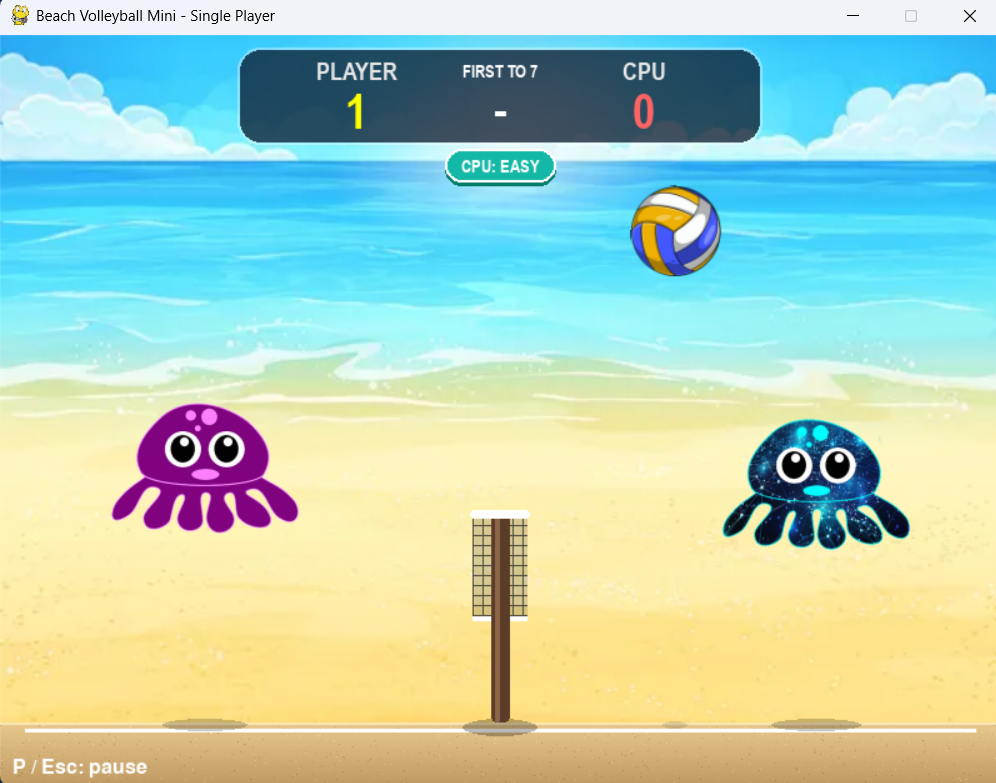 Beach Volleyball Mini - Single Player
PLAYER FIRST TO 7 CPU
1 - 0
CPU: EASY
P / Esc: pause